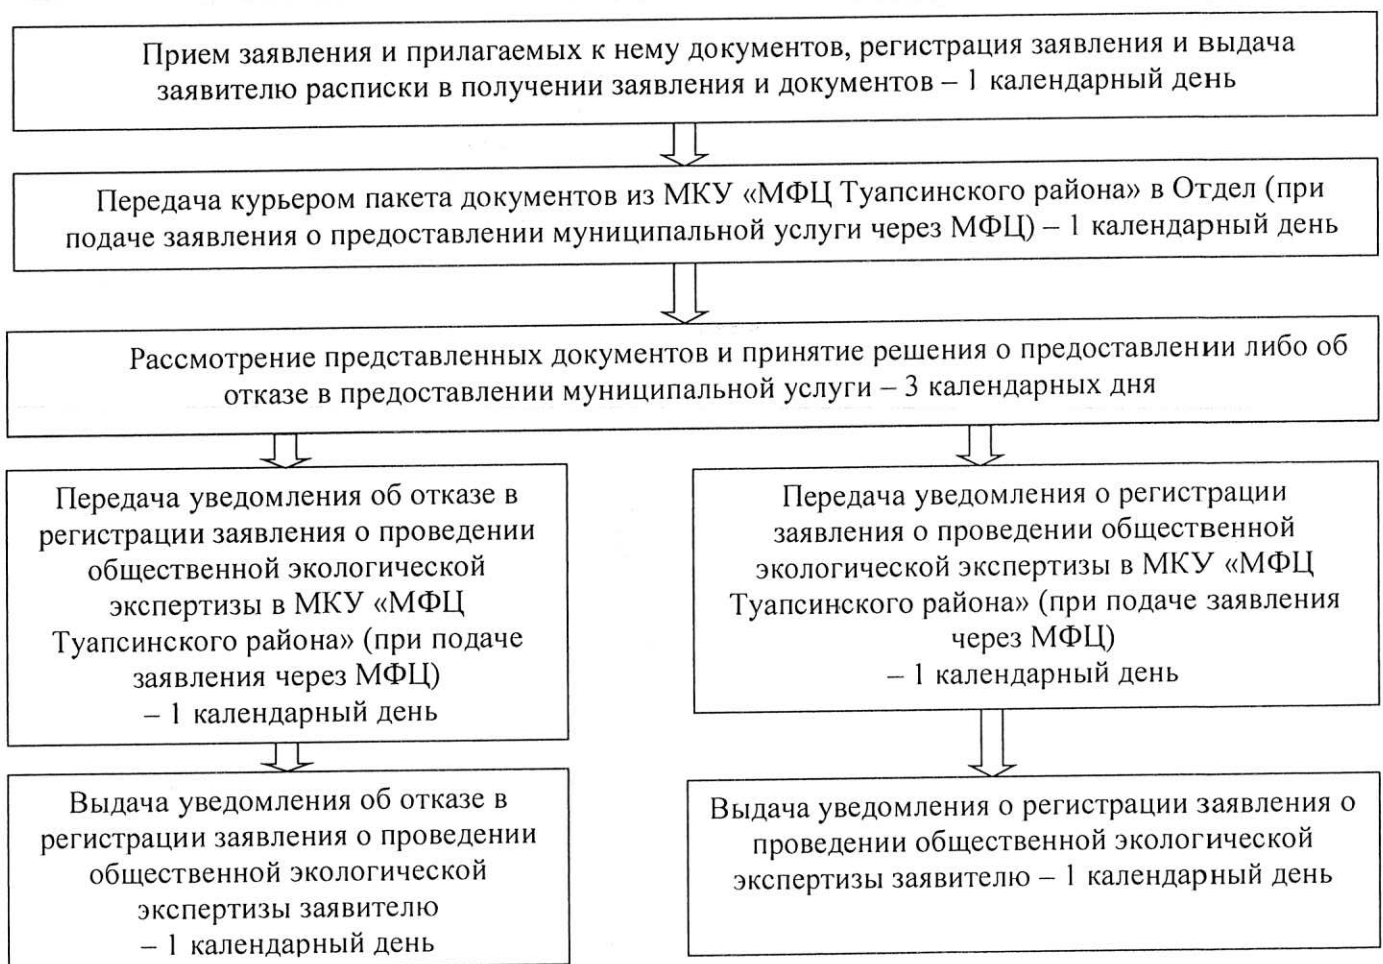 Прием заявления и прилагаемых к нему документов, регистрация заявления и выдача
заявителю расписки в получении заявления и документов – 1 календарный день
Передача курьером пакета документов из МКУ «МФЦ Туапсинского района» в Отдел (при
подаче заявления о предоставлении муниципальной услуги через МФЦ) – 1 календарный день
Рассмотрение представленных документов и принятие решения о предоставлении либо об
отказе в предоставлении муниципальной услуги – 3 календарных дня
Передача уведомления об отказе в
регистрации заявления о проведении
общественной экологической
экспертизы в МКУ «МФЦ
Туапсинского района» (при подаче
заявления через МФЦ)
– 1 календарный день
Передача уведомления о регистрации
заявления о проведении общественной
экологической экспертизы в МКУ «МФЦ
Туапсинского района» (при подаче заявления
через МФЦ)
– 1 календарный день
Выдача уведомления об отказе в
регистрации заявления о проведении
общественной экологической
экспертизы заявителю
– 1 календарный день
Выдача уведомления о регистрации заявления о
проведении общественной экологической
экспертизы заявителю – 1 календарный день